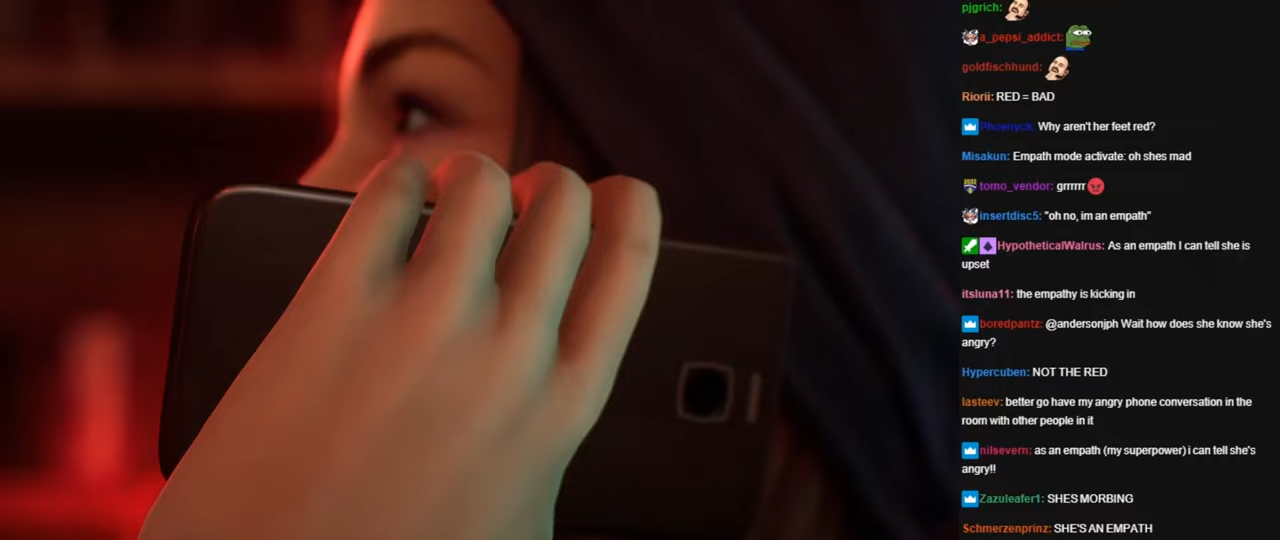 pjgrich:
a_pepsi_addict:
goldfischhund:
Riorii: RED = BAD
Phoenyck: Why aren't her feet red?
Misakun: Empath mode activate: oh shes mad
tomo_vendor: grrrrrr
insertdisc5: "oh no, im an empath"
HypotheticalWalrus: As an empath I can tell she is
upset
itsluna11: the empathy is kicking in
boredpantz: @andersonjph Wait how does she know she's
angry?
Hypercuben: NOT THE RED
lasteev: better go have my angry phone conversation in the
room with other people in it
nilsevern: as an empath (my superpower) i can tell she's
angry!!
Zazuleafer1: SHES MORBING
Schmerzenprinz: SHE'S AN EMPATH